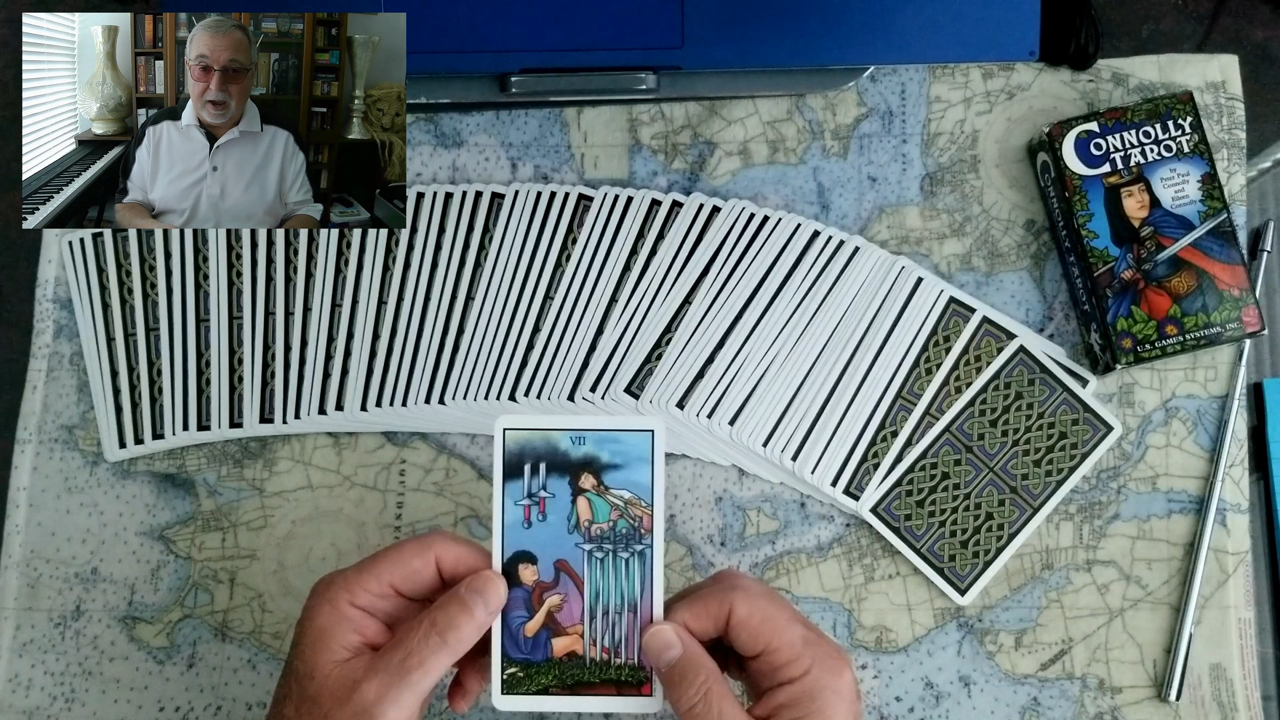 CONNOLLY
TAROT
by
Peter Paul
Connolly
and
Eileen
Connolly
CONNOLLY TAROT
U.S. GAMES SYSTEMS, INC.
VII